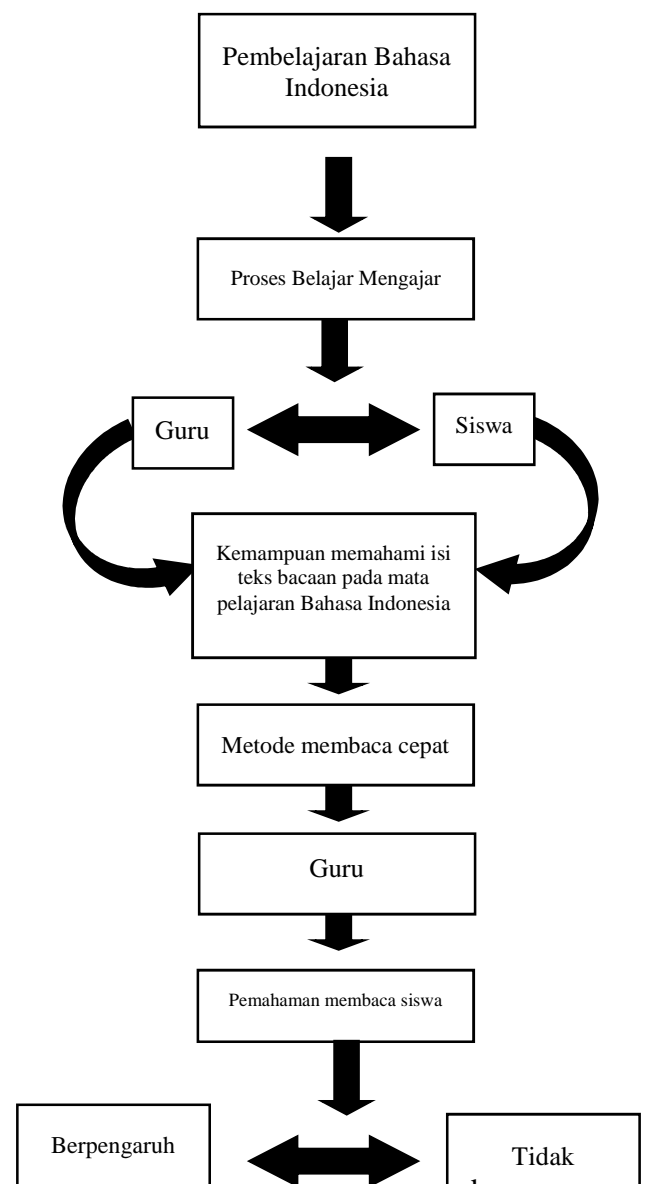 Pembelajaran Bahasa
Indonesia
Proses Belajar Mengajar
Guru
Siswa
Kemampuan memahami isi
teks bacaan pada mata
pelajaran Bahasa Indonesia
Metode membaca cepat
Guru
Pemahaman membaca siswa
Berpengaruh
Tidak